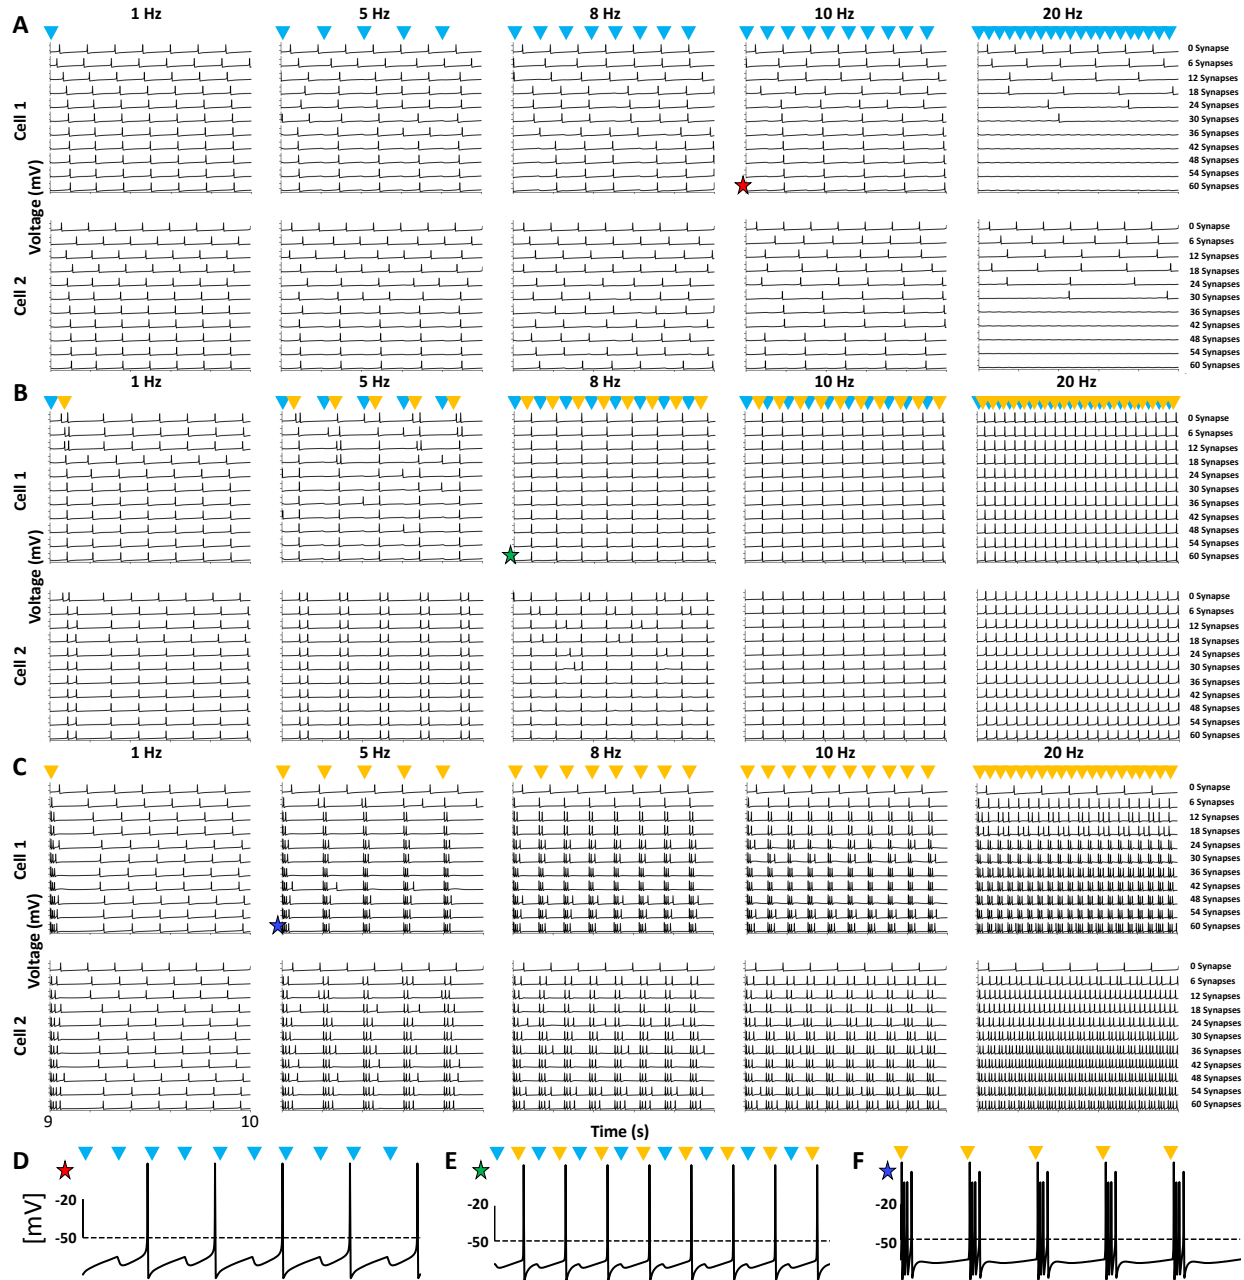 A
1 Hz
5 Hz
8 Hz
10 Hz
20 Hz
Voltage (mV)
Cell 1
0 Synapse
6 Synapses
12 Synapses
18 Synapses
24 Synapses
30 Synapses
36 Synapses
42 Synapses
48 Synapses
54 Synapses
60 Synapses
Cell 2
0 Synapse
6 Synapses
12 Synapses
18 Synapses
24 Synapses
30 Synapses
36 Synapses
42 Synapses
48 Synapses
54 Synapses
60 Synapses
B
1 Hz
5 Hz
8 Hz
10 Hz
20 Hz
Voltage (mV)
Cell 1
0 Synapse
6 Synapses
12 Synapses
18 Synapses
24 Synapses
30 Synapses
36 Synapses
42 Synapses
48 Synapses
54 Synapses
60 Synapses
Cell 2
0 Synapse
6 Synapses
12 Synapses
18 Synapses
24 Synapses
30 Synapses
36 Synapses
42 Synapses
48 Synapses
54 Synapses
60 Synapses
C
1 Hz
5 Hz
8 Hz
10 Hz
20 Hz
Voltage (mV)
Cell 1
0 Synapse
6 Synapses
12 Synapses
18 Synapses
24 Synapses
30 Synapses
36 Synapses
42 Synapses
48 Synapses
54 Synapses
60 Synapses
Cell 2
0 Synapse
6 Synapses
12 Synapses
18 Synapses
24 Synapses
30 Synapses
36 Synapses
42 Synapses
48 Synapses
54 Synapses
60 Synapses
9
10
Time (s)
D
[mV]
-20
-50
E
-20
-50
F
-20
-50